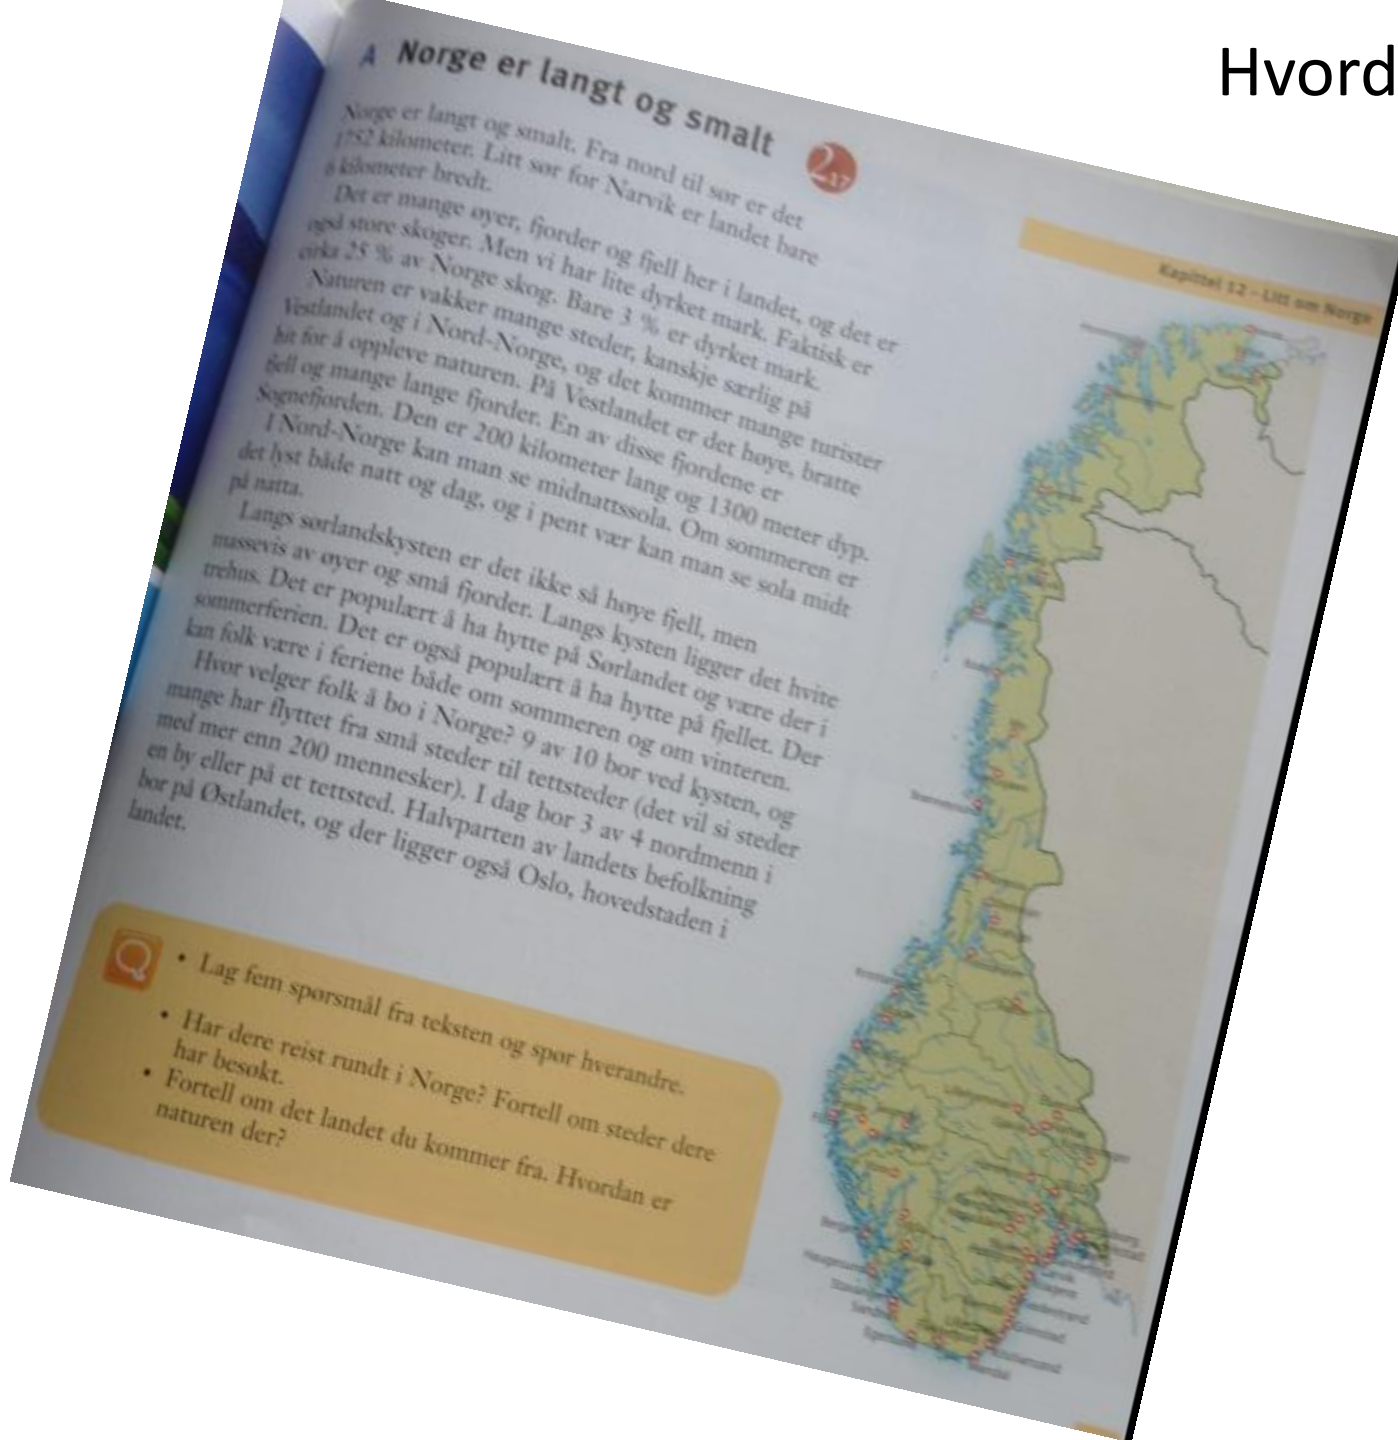 Hvord
A Norge er langt og smalt
2.17
Norge er langt og smalt. Fra nord til sør er det
1752 kilometer. Litt sør for Narvik er landet bare
6 kilometer bredt.
Det er mange øyer, fjorder og fjell her i landet, og det er
også store skoger. Men vi har lite dyrket mark. Faktisk er
cirka 25 % av Norge skog. Bare 3 % er dyrket mark.
Naturen er vakker mange steder, kanskje særlig på
Vestlandet og i Nord-Norge, og det kommer mange turister
hit for å oppleve naturen. På Vestlandet er det høye, bratte
fjell og mange lange fjorder. En av disse fjordene er
Sognefjorden. Den er 200 kilometer lang og 1300 meter dyp.
I Nord-Norge kan man se midnattssola. Om sommeren er
det lyst både natt og dag, og i pent vær kan man se sola midt
på natta.
Langs sørlandskysten er det ikke så høye fjell, men
massevis av øyer og små fjorder. Langs kysten ligger det hvite
trehus. Det er populært å ha hytte på Sørlandet og være der i
sommerferien. Det er også populært å ha hytte på fjellet. Der
kan folk være i feriene både om sommeren og om vinteren.
Hvor velger folk å bo i Norge? 9 av 10 bor ved kysten, og
mange har flyttet fra små steder til tettsteder (det vil si steder
med mer enn 200 mennesker). I dag bor 3 av 4 nordmenn i
en by eller på et tettsted. Halvparten av landets befolkning
bor på Østlandet, og der ligger også Oslo, hovedstaden i
landet.
• Lag fem spørsmål fra teksten og spør hverandre.
• Har dere reist rundt i Norge? Fortell om steder dere
har besøkt.
• Fortell om det landet du kommer fra. Hvordan er
naturen der?
Kapittel 12 – Litt om Norge